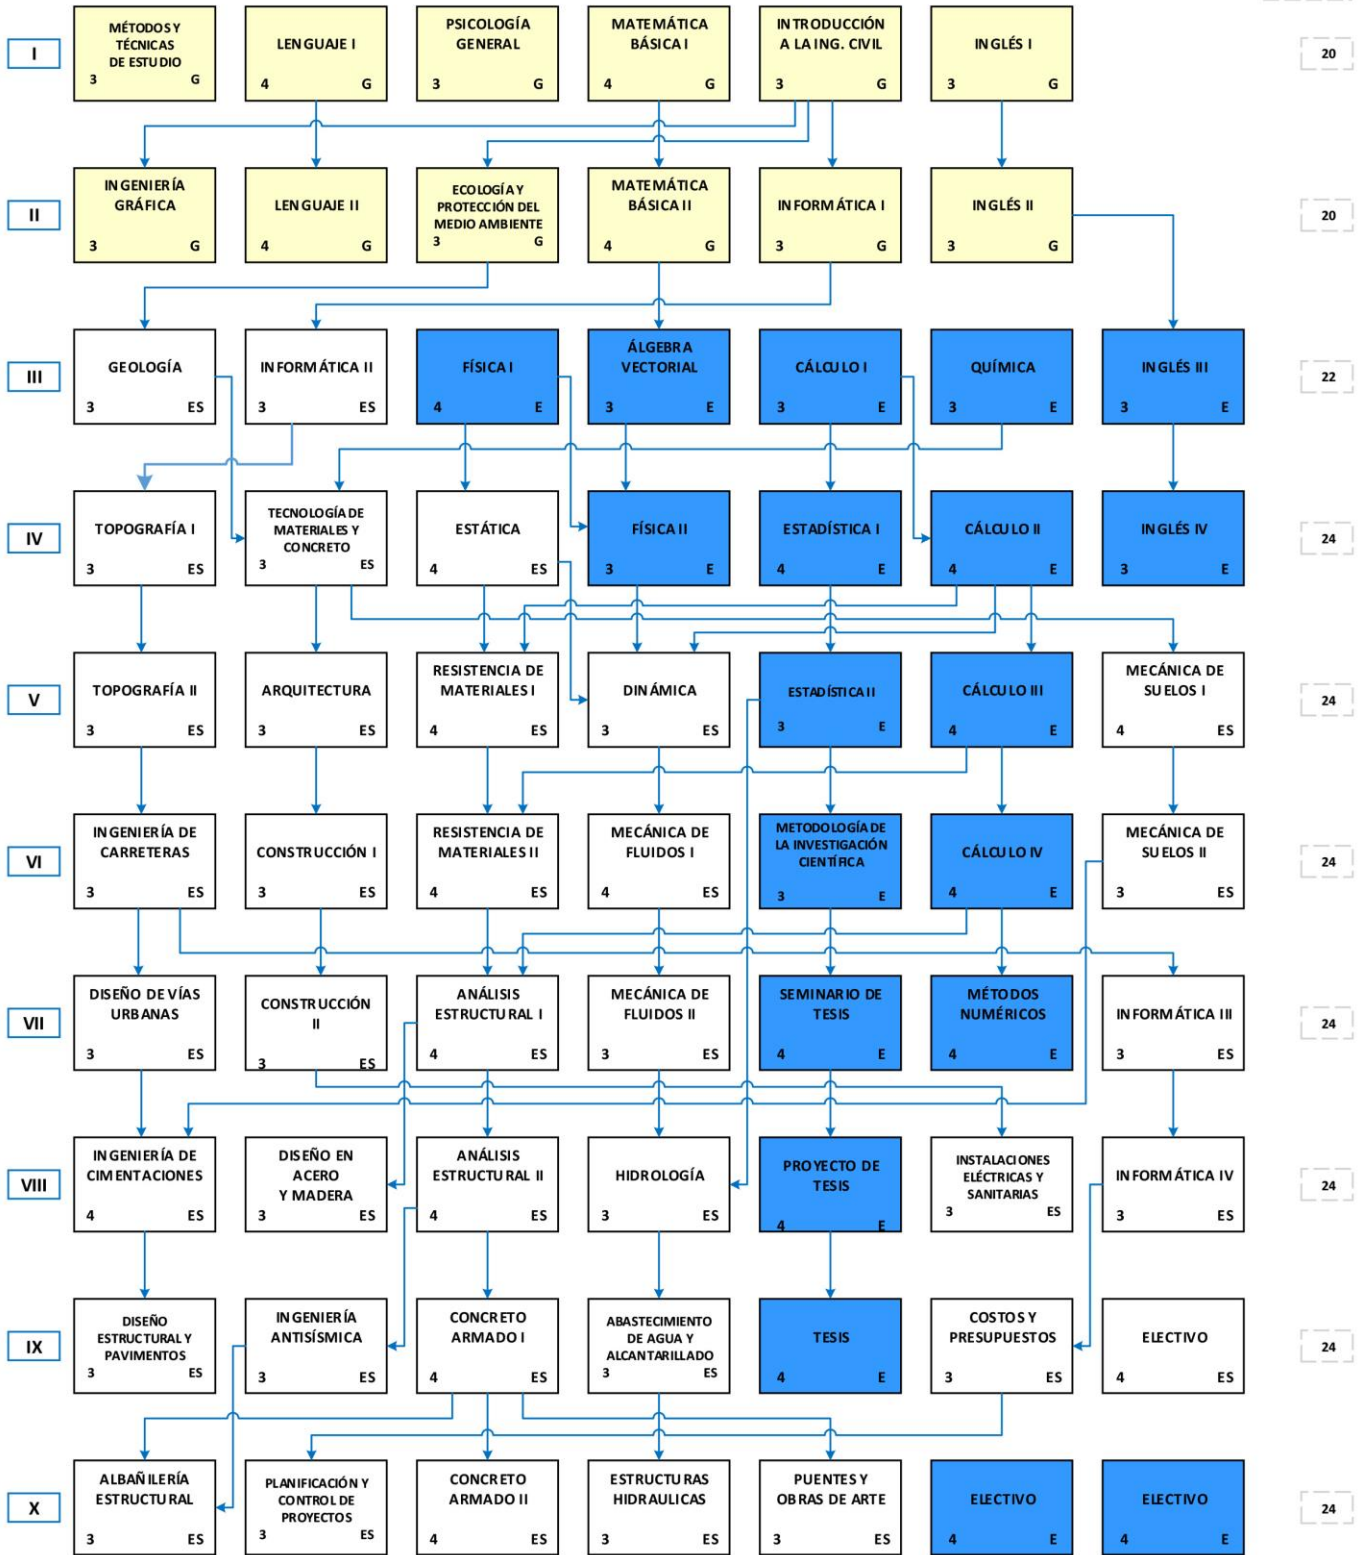 I
MÉTODOS Y
TÉCNICAS
DE ESTUDIO
3 G
LENGUAJE I
4 G
PSICOLOGÍA
GENERAL
3 G
MATEMÁTICA
BÁSICA I
4 G
INTRODUCCIÓN
A LA ING. CIVIL
3 G
INGLÉS I
3 G
20
II
INGENIERÍA
GRÁFICA
3 G
LENGUAJE II
4 G
ECOLOGÍA Y
PROTECCIÓN DEL
MEDIO AMBIENTE
3 G
MATEMÁTICA
BÁSICA II
4 G
INFORMÁTICA I
3 G
INGLÉS II
3 G
20
III
GEOLOGÍA
3 ES
INFORMÁTICA II
3 ES
FÍSICA I
4 E
ÁLGEBRA
VECTORIAL
3 E
CÁLCULO I
3 E
QUÍMICA
3 E
INGLÉS III
3 E
22
IV
TOPOGRAFÍA I
3 ES
TECNOLOGÍA DE
MATERIALES Y
CONCRETO
3 ES
ESTÁTICA
4 ES
FÍSICA II
3 E
ESTADÍSTICA I
4 E
CÁLCULO II
4 E
INGLÉS IV
3 E
24
V
TOPOGRAFÍA II
3 ES
ARQUITECTURA
3 ES
RESISTENCIA DE
MATERIALES I
4 ES
DINÁMICA
3 ES
ESTADÍSTICA II
3 E
CÁLCULO III
4 E
MECÁNICA DE
SUELOS I
4 ES
24
VI
INGENIERÍA DE
CARRETERAS
3 ES
CONSTRUCCIÓN I
3 ES
RESISTENCIA DE
MATERIALES II
4 ES
MECÁNICA DE
FLUIDOS I
4 ES
METODOLOGÍA DE
LA INVESTIGACIÓN
CIENTÍFICA
3 E
CÁLCULO IV
4 E
MECÁNICA DE
SUELOS II
3 ES
24
VII
DISEÑO DE VÍAS
URBANAS
3 ES
CONSTRUCCIÓN
II
3 ES
ANÁLISIS
ESTRUCTURAL I
4 ES
MECÁNICA DE
FLUIDOS II
3 ES
SEMINARIO DE
TESIS
4 E
MÉTODOS
NUMÉRICOS
4 E
INFORMÁTICA III
3 ES
24
VIII
INGENIERÍA DE
CIMENTACIONES
4 ES
DISEÑO EN
ACERO
Y MADERA
3 ES
ANÁLISIS
ESTRUCTURAL II
4 ES
HIDROLOGÍA
3 ES
PROYECTO DE
TESIS
4 E
INSTALACIONES
ELÉCTRICAS Y
SANITARIAS
3 ES
INFORMÁTICA IV
3 ES
24
IX
DISEÑO
ESTRUCTURAL Y
PAVIMENTOS
3 ES
INGENIERÍA
ANTISÍSMICA
3 ES
CONCRETO
ARMADO I
4 ES
ABASTECIMIENTO
DE AGUA Y
ALCANTARILLADO
3 ES
TESIS
4 E
COSTOS Y
PRESUPUESTOS
3 ES
ELECTIVO
4 ES
24
X
ALBAÑILERÍA
ESTRUCTURAL
3 ES
PLANIFICACIÓN Y
CONTROL DE
PROYECTOS
3 ES
CONCRETO
ARMADO II
4 ES
ESTRUCTURAS
HIDRAULICAS
3 ES
PUENTES Y
OBRAS DE ARTE
3 ES
ELECTIVO
4 E
ELECTIVO
4 E
24